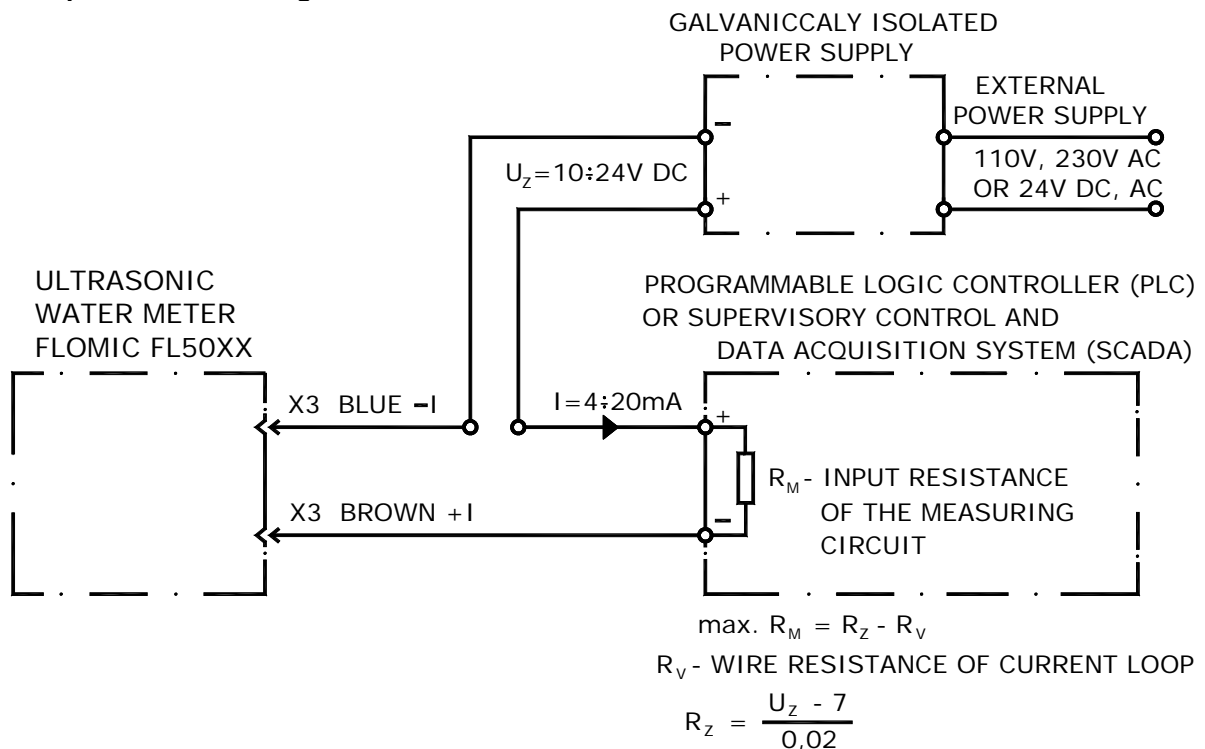 GALVANICCALY ISOLATED
POWER SUPPLY
EXTERNAL
POWER SUPPLY
−
U_Z=10÷24V DC
110V, 230V AC
+
OR 24V DC, AC
ULTRASONIC
WATER METER
FLOMIC FL50XX
PROGRAMMABLE LOGIC CONTROLLER (PLC)
OR SUPERVISORY CONTROL AND
DATA ACQUISITION SYSTEM (SCADA)
X3 BLUE −I
I=4÷20mA
+
R_M - INPUT RESISTANCE
OF THE MEASURING
CIRCUIT
X3 BROWN +I
−
max. R_M = R_Z - R_V
R_V - WIRE RESISTANCE OF CURRENT LOOP
R_Z = U_Z - 7
0,02